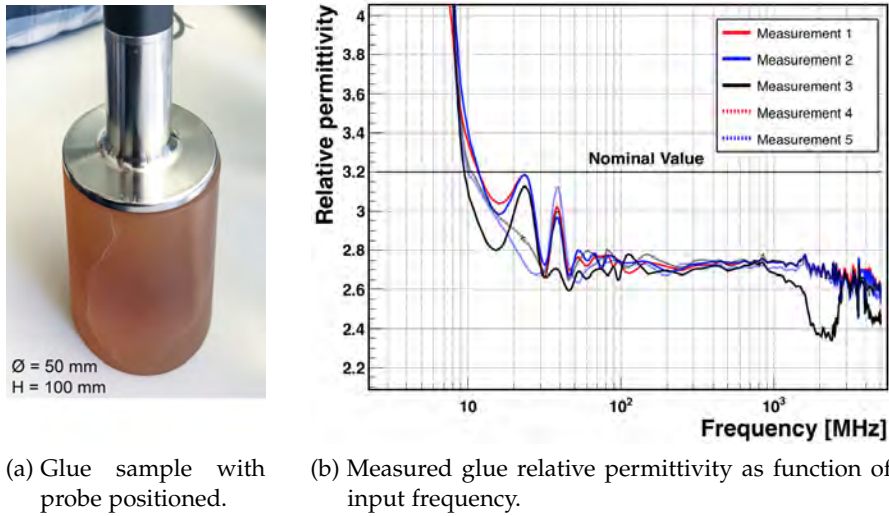 Ø = 50 mm
H = 100 mm
(a) Glue sample with
probe positioned.
Relative permittivity
4
3.8
3.6
3.4
3.2
3
2.8
2.6
2.4
2.2
Measurement 1
Measurement 2
Measurement 3
Measurement 4
Measurement 5
Nominal Value
10
10²
10³
Frequency [MHz]
(b) Measured glue relative permittivity as function of
input frequency.